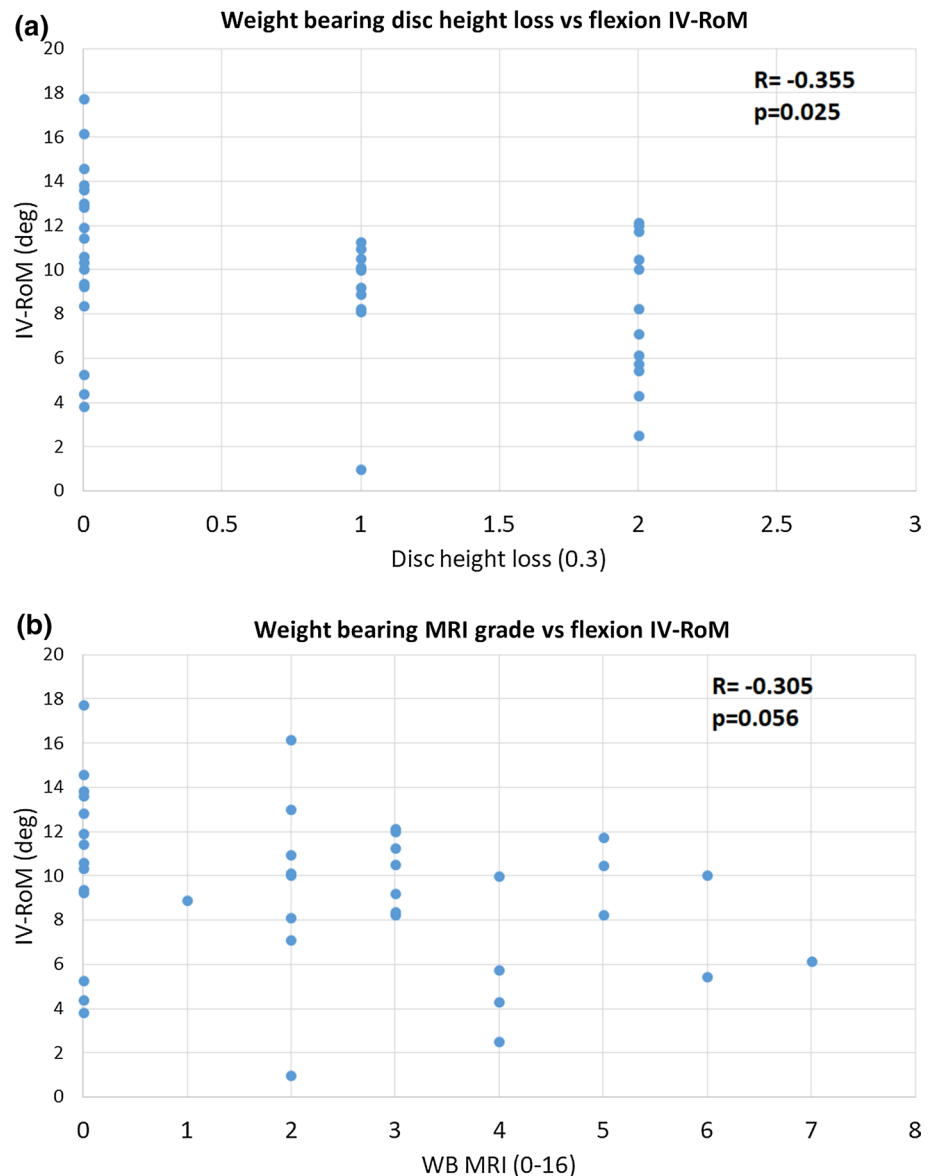 (a)
Weight bearing disc height loss vs flexion IV-RoM
R= -0.355
p=0.025
IV-RoM (deg)
20
18
16
14
12
10
8
6
4
2
0
0 0.5 1 1.5 2 2.5 3
Disc height loss (0.3)
(b)
Weight bearing MRI grade vs flexion IV-RoM
R= -0.305
p=0.056
IV-RoM (deg)
20
18
16
14
12
10
8
6
4
2
0
0 1 2 3 4 5 6 7 8
WB MRI (0-16)